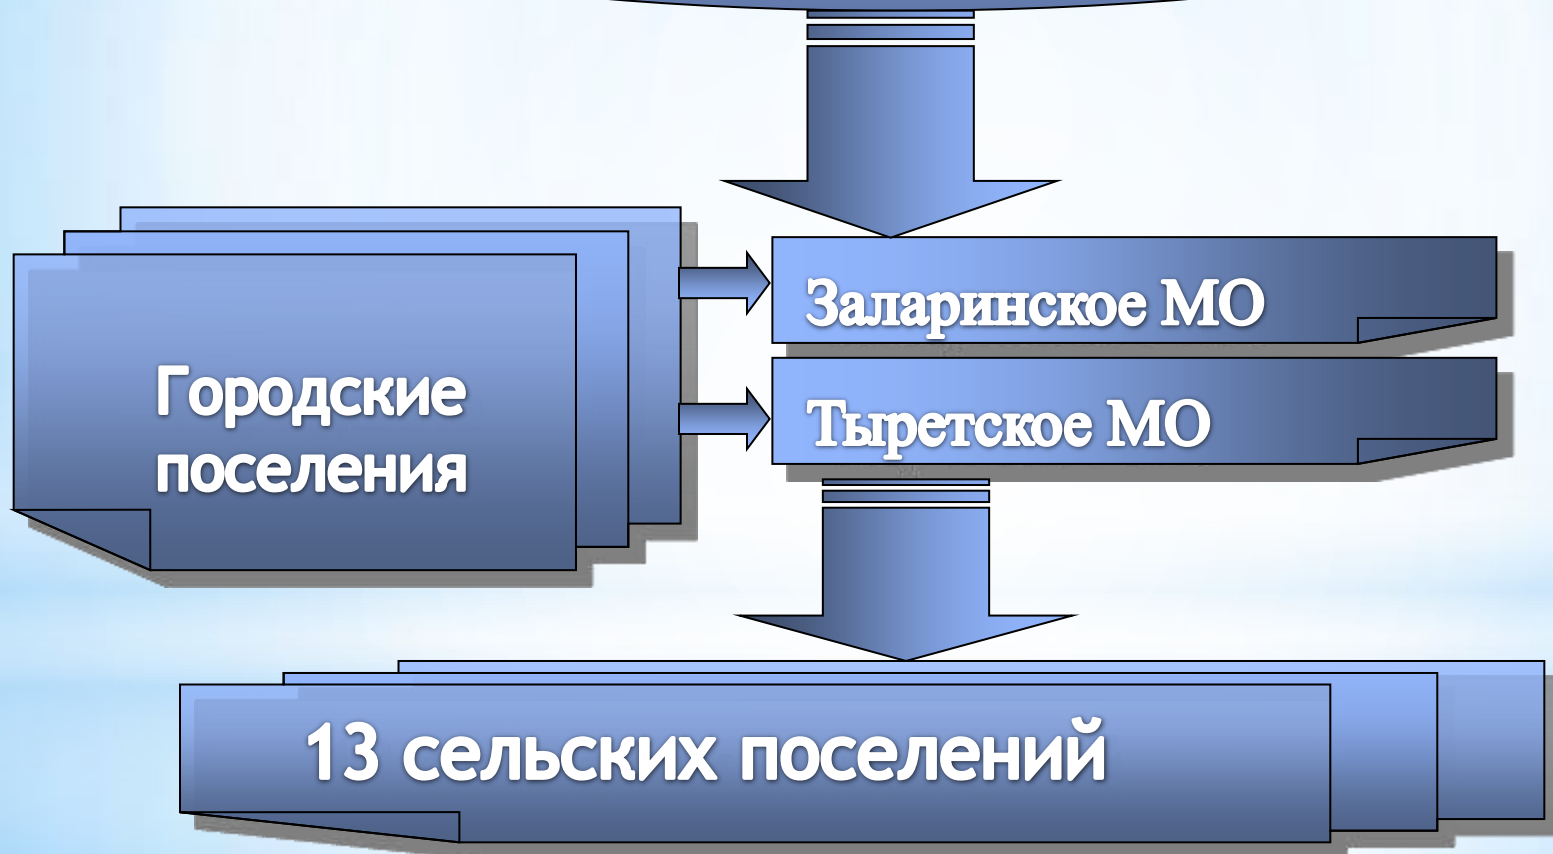 Заларинское МО
Городские
поселения
Тыретское МО
13 сельских поселений